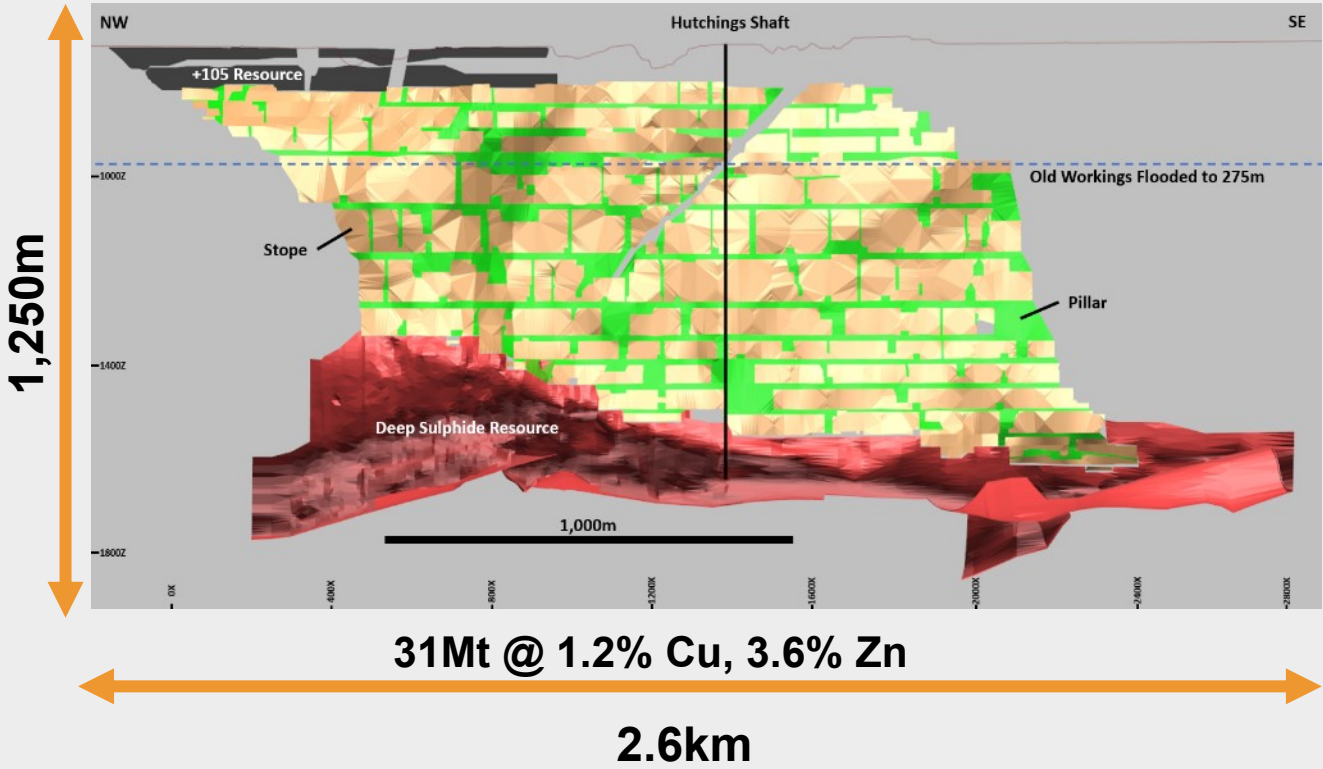 NW
Hutchings Shaft
SE
+105 Resource
1000Z
Old Workings Flooded to 275m
Stope
Pillar
1,250m
1400Z
Deep Sulphide Resource
1,000m
1800Z
0X
400X
800X
1200X
1600X
2000X
2400X
2800X
31Mt @ 1.2% Cu, 3.6% Zn
2.6km